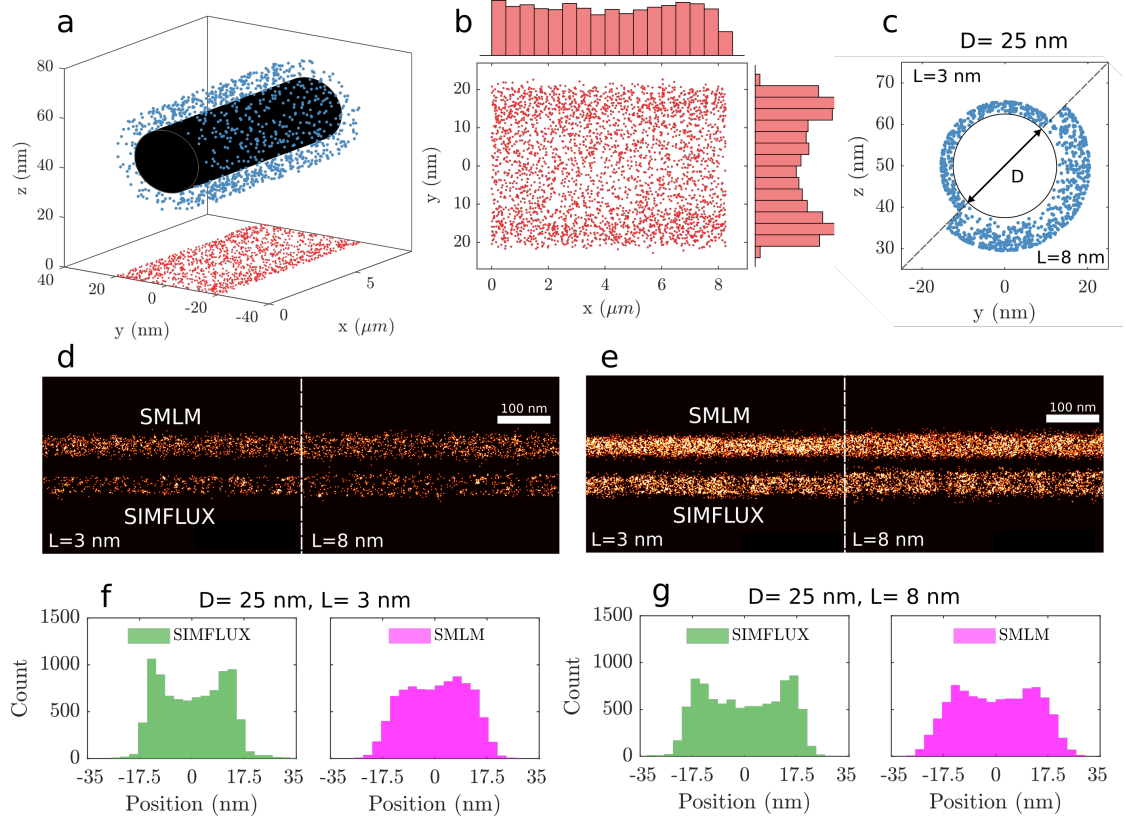 a
80
60
40
20
0
z (nm)
40
20
0
-20
-40
y (nm)
0
5
x (μm)
b
20
10
0
10
20
y (nm)
0
2
4
6
8
x (μm)
c
D= 25 nm
L=3 nm
70
60
50
40
30
z (nm)
D
L=8 nm
-20
0
20
y (nm)
d
SMLM
100 nm
SIMFLUX
L=3 nm
L=8 nm
e
SMLM
100 nm
SIMFLUX
L=3 nm
L=8 nm
f
D= 25 nm, L= 3 nm
1500
1000
500
0
Count
SIMFLUX
-35
-17.5
0
17.5
35
Position (nm)
SMLM
-35
-17.5
0
17.5
35
Position (nm)
g
D= 25 nm, L= 8 nm
1500
1000
500
0
Count
SIMFLUX
-35
-17.5
0
17.5
35
Position (nm)
SMLM
-35
-17.5
0
17.5
35
Position (nm)